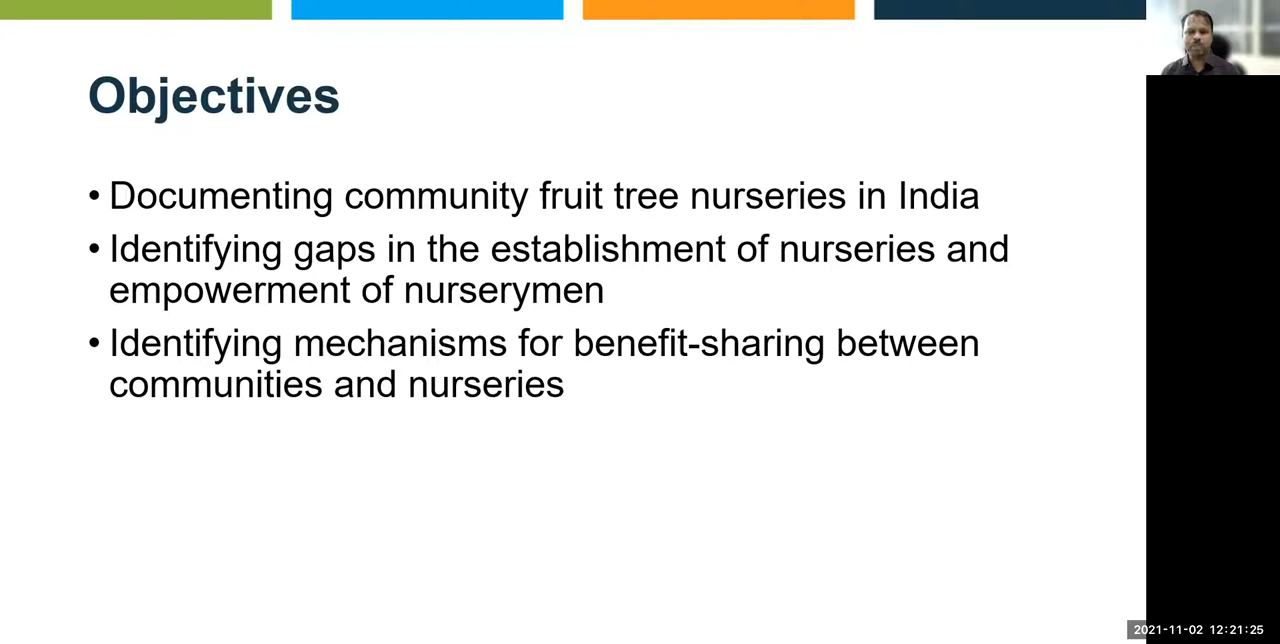 Objectives
• Documenting community fruit tree nurseries in India
• Identifying gaps in the establishment of nurseries and
empowerment of nurserymen
• Identifying mechanisms for benefit-sharing between
communities and nurseries
2021-11-02 12:21:25